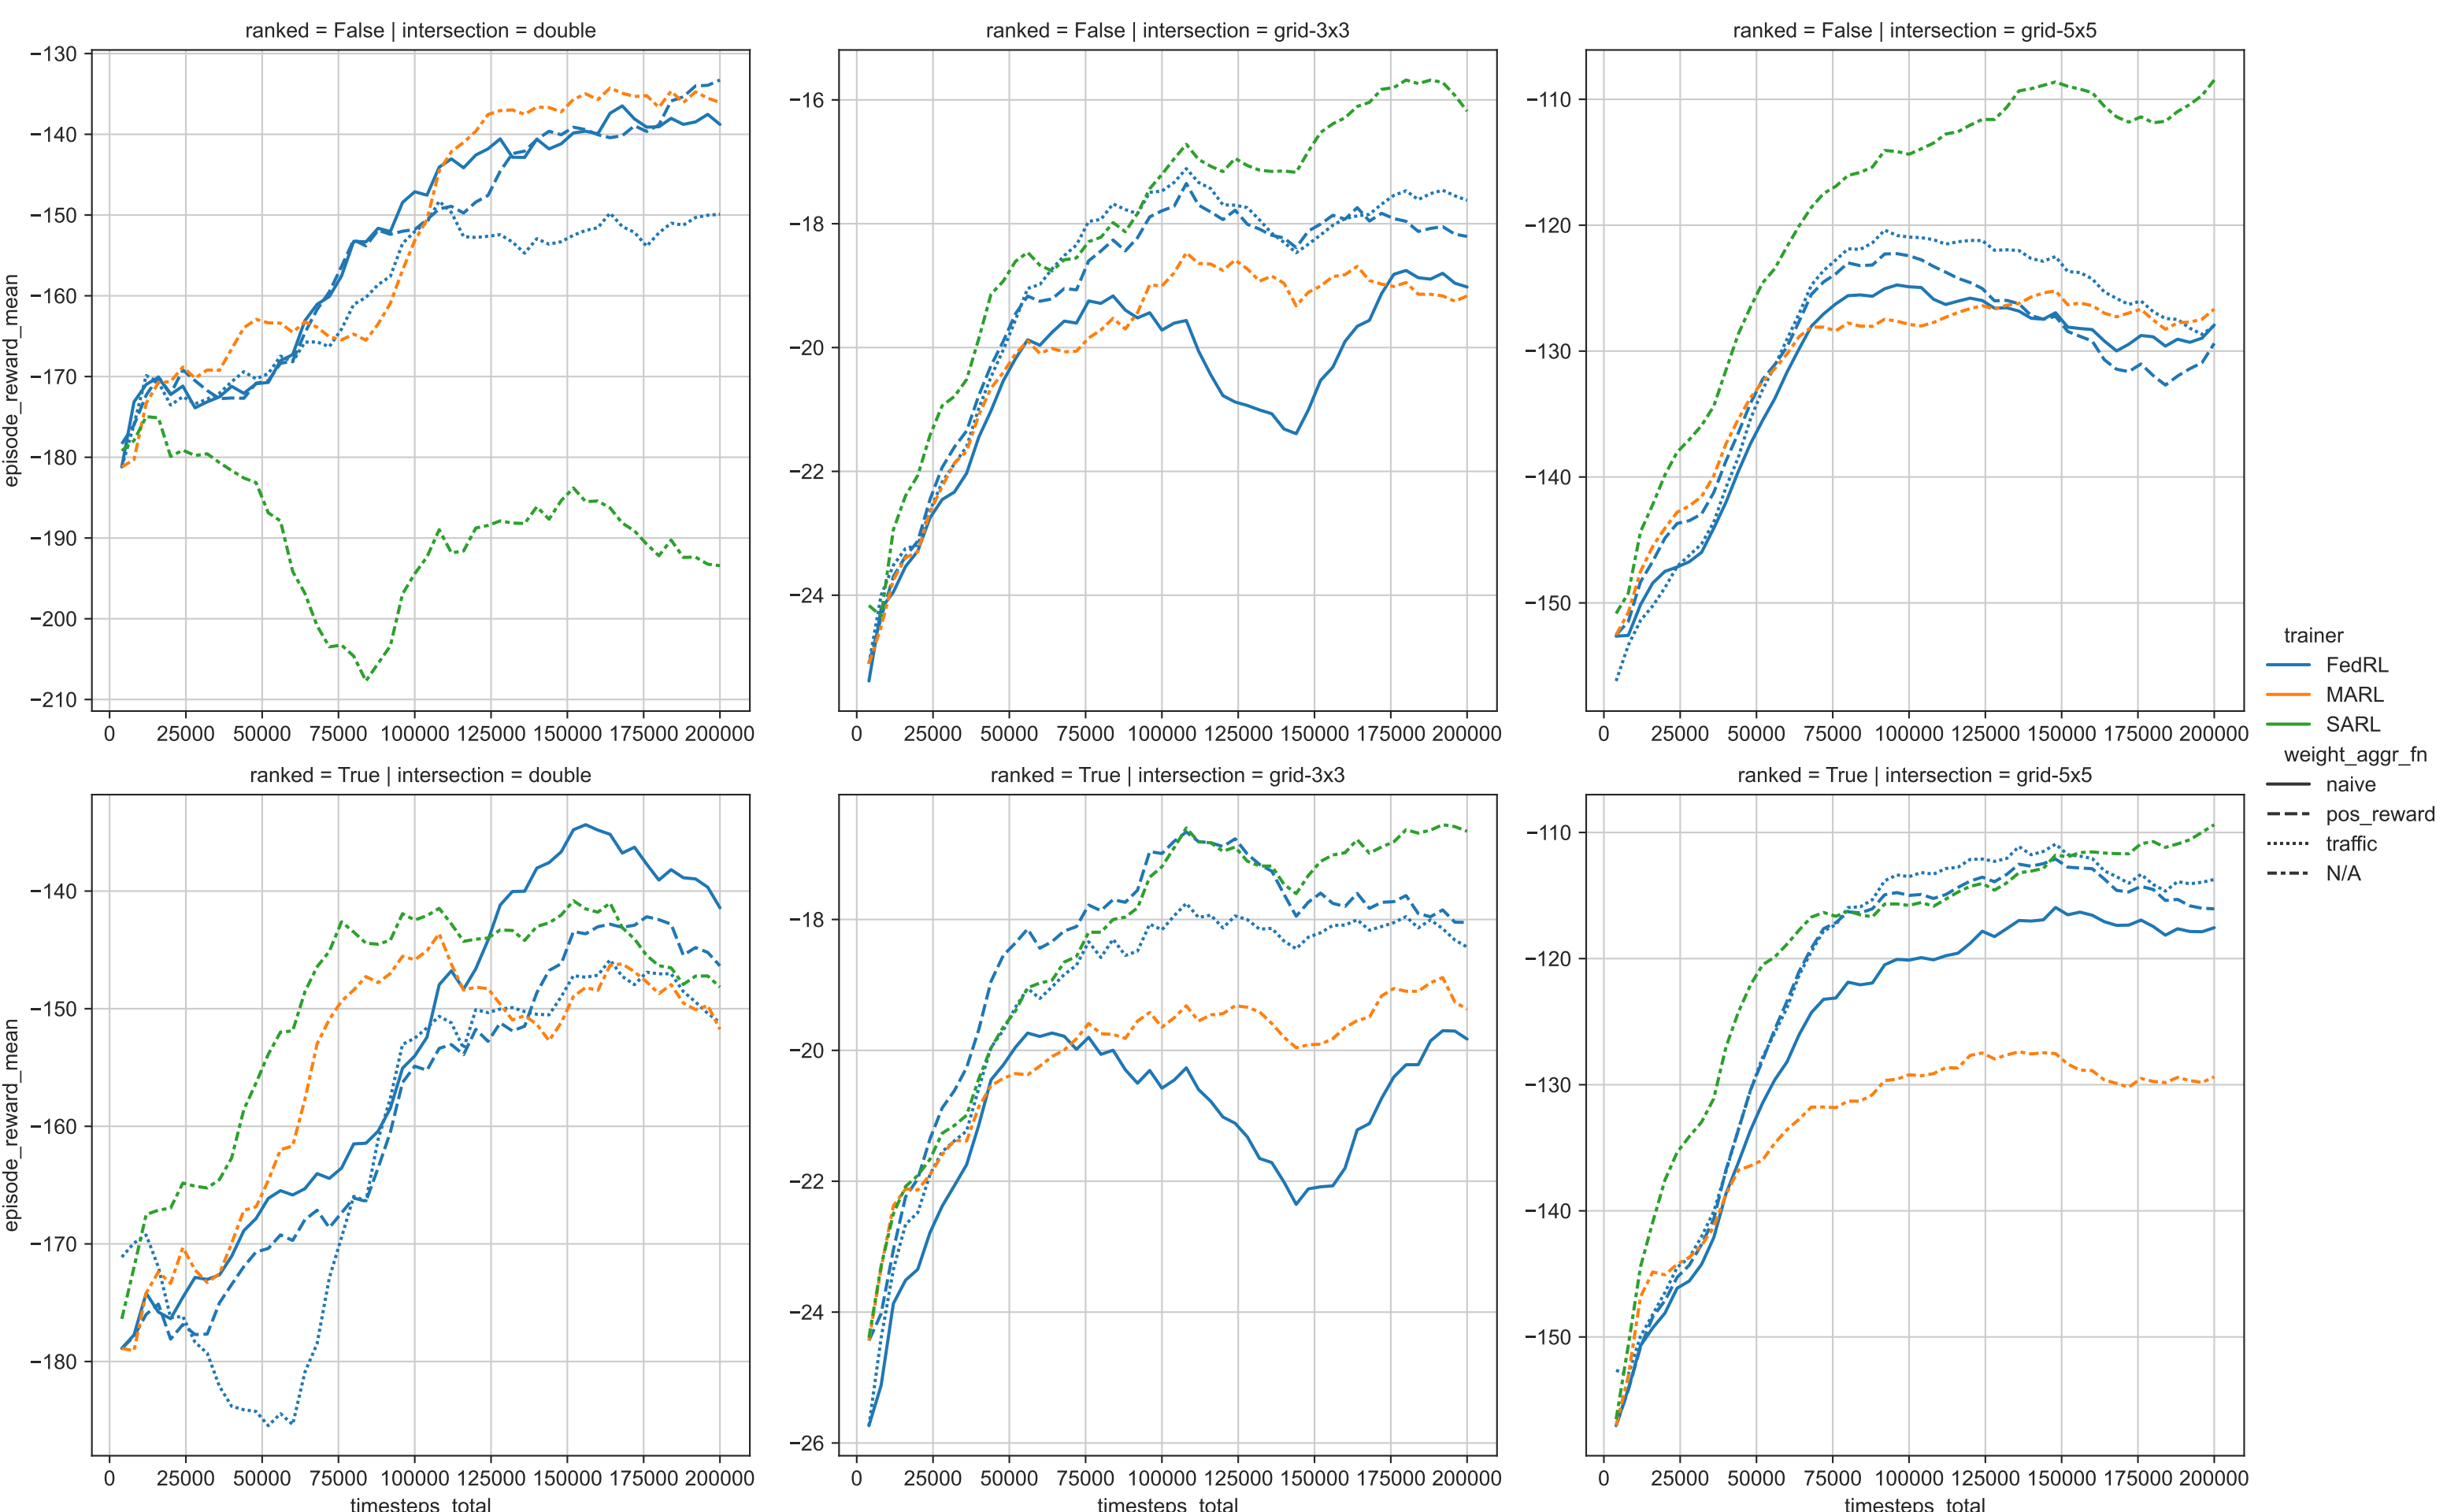 ranked = False | intersection = double
ranked = False | intersection = grid-3x3
ranked = False | intersection = grid-5x5
episode_reward_mean
−130
−140
−150
−160
−170
−180
−190
−200
−210
0 25000 50000 75000 100000 125000 150000 175000 200000
−16
−18
−20
−22
−24
0 25000 50000 75000 100000 125000 150000 175000 200000
−110
−120
−130
−140
−150
0 25000 50000 75000 100000 125000 150000 175000 200000
trainer
FedRL
MARL
SARL
weight_aggr_fn
naive
pos_reward
traffic
N/A
ranked = True | intersection = double
ranked = True | intersection = grid-3x3
ranked = True | intersection = grid-5x5
episode_reward_mean
−140
−150
−160
−170
−180
0 25000 50000 75000 100000 125000 150000 175000 200000
timesteps_total
−18
−20
−22
−24
−26
0 25000 50000 75000 100000 125000 150000 175000 200000
timesteps_total
−110
−120
−130
−140
−150
0 25000 50000 75000 100000 125000 150000 175000 200000
timesteps_total